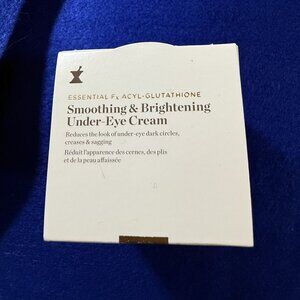 ESSENTIAL Fx ACYL-GLUTATHIONE
Smoothing & Brightening
Under-Eye Cream
Reduces the look of under-eye dark circles,
creases & sagging
Réduit l'apparence des cernes, des plis
et de la peau affaissée